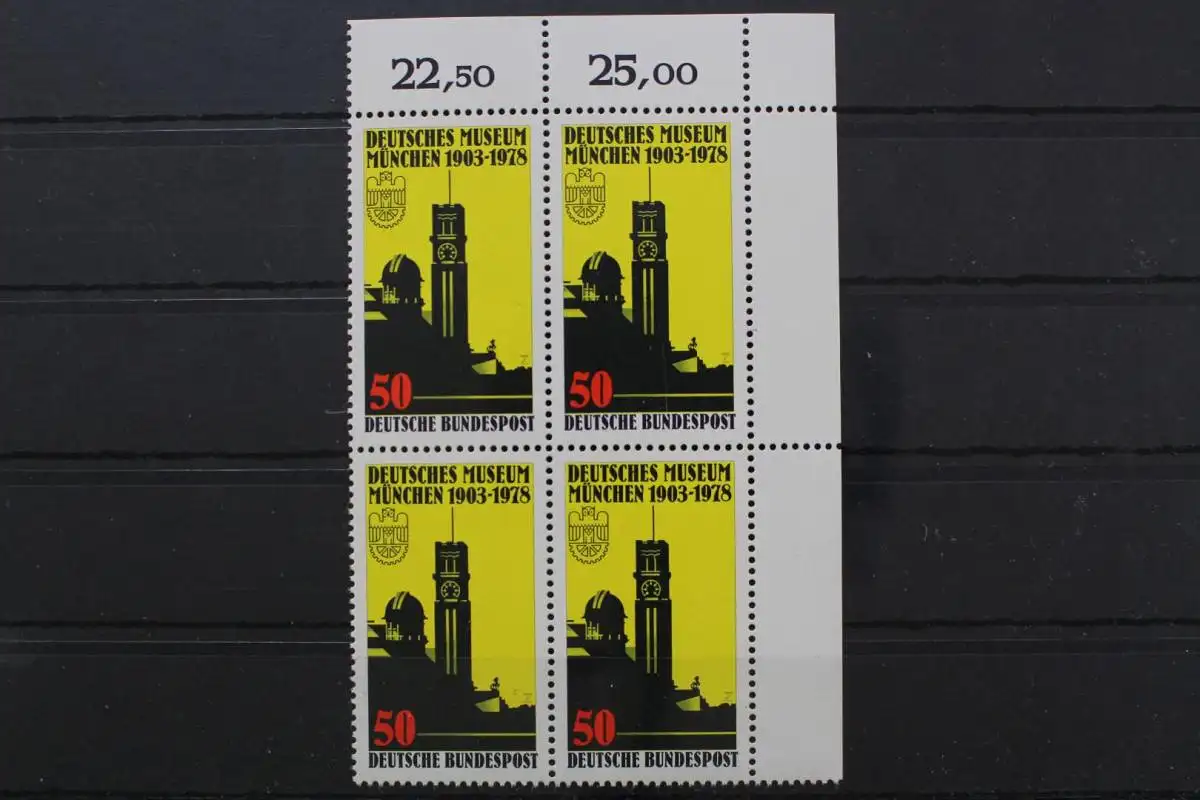 22,50 25,00
DEUTSCHES MUSEUM
MÜNCHEN 1903-1978
50
DEUTSCHE BUNDESPOST
DEUTSCHES MUSEUM
MÜNCHEN 1903-1978
50
DEUTSCHE BUNDESPOST
DEUTSCHES MUSEUM
MÜNCHEN 1903-1978
50
DEUTSCHE BUNDESPOST
DEUTSCHES MUSEUM
MÜNCHEN 1903-1978
50
DEUTSCHE BUNDESPOST